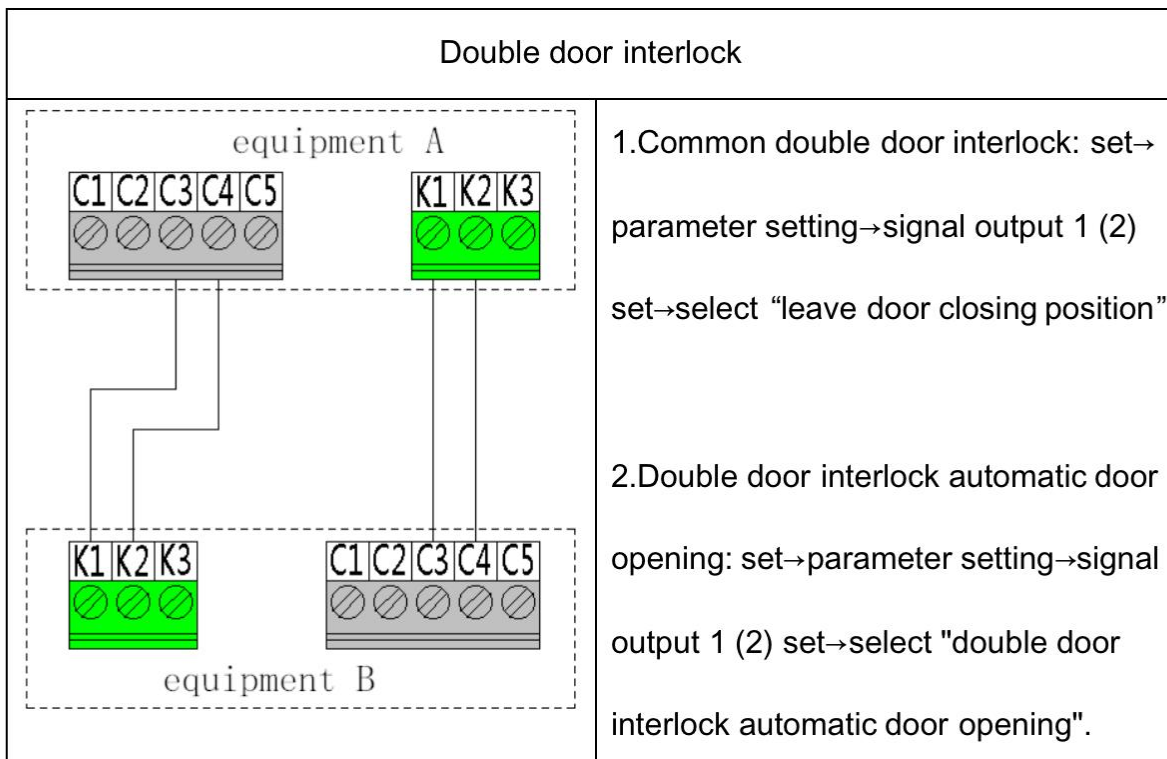 Double door interlock
equipment A
C1 C2 C3 C4 C5 K1 K2 K3
K1 K2 K3 C1 C2 C3 C4 C5
equipment B
1.Common double door interlock: set→
parameter setting→signal output 1 (2)
set→select “leave door closing position”
2.Double door interlock automatic door
opening: set→parameter setting→signal
output 1 (2) set→select "double door
interlock automatic door opening".